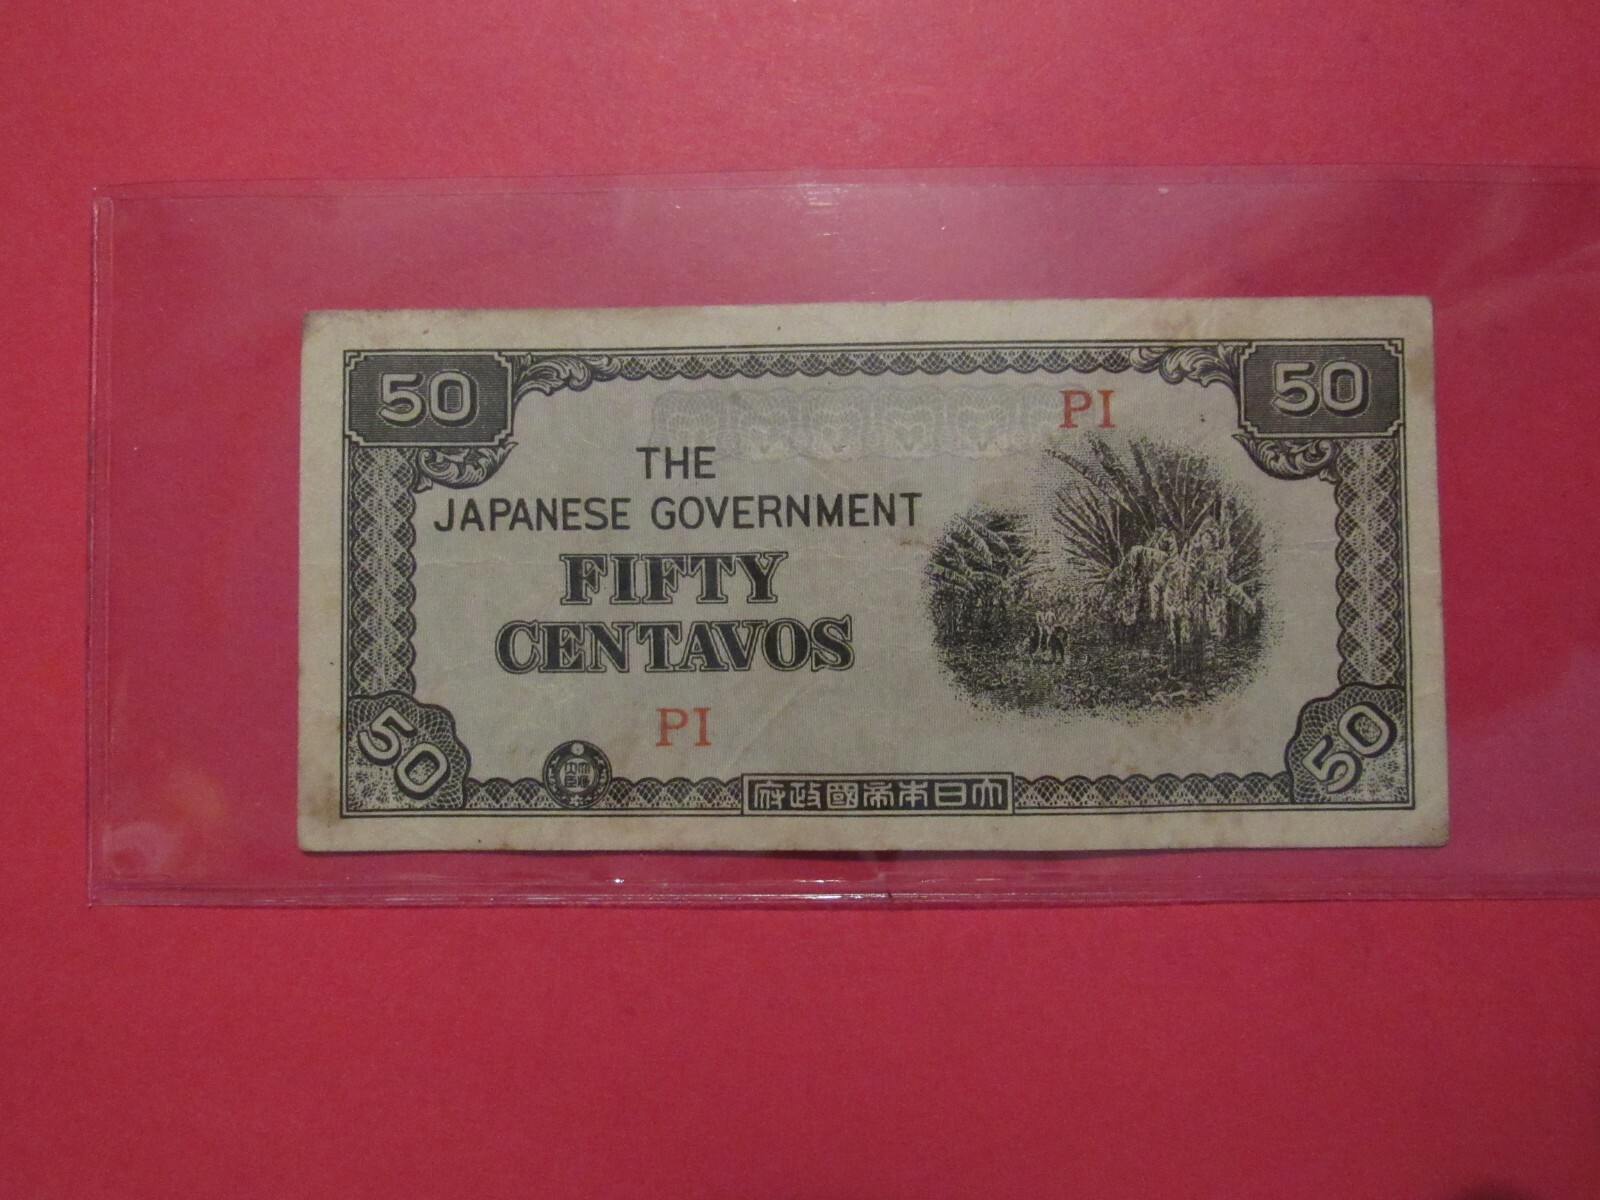 50
50
PI
THE
JAPANESE GOVERNMENT
FIFTY
CENTAVOS
PI
50
50
府政國帝本日大